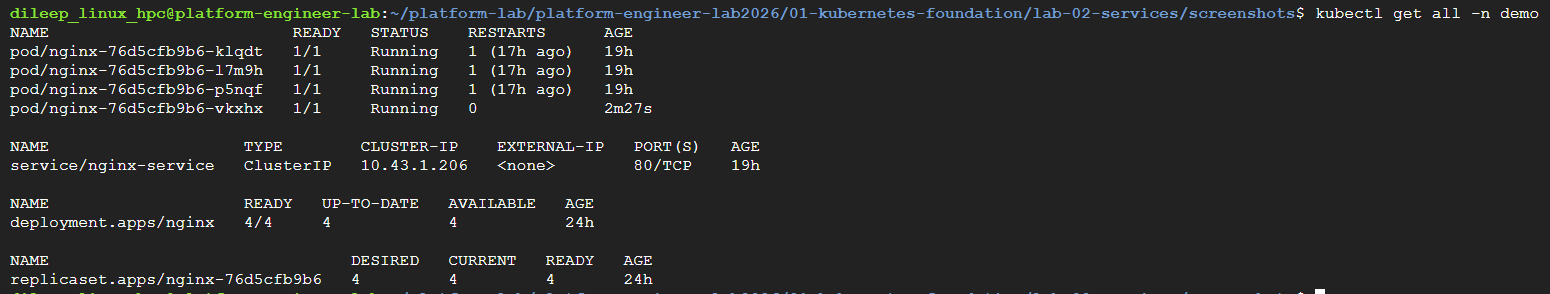 dileep_linux_hpc@platform-engineer-lab:~/platform-lab/platform-engineer-lab2026/01-kubernetes-foundation/lab-02-services/screenshots$ kubectl get all -n demo
NAME READY STATUS RESTARTS AGE
pod/nginx-76d5cfb9b6-klqdt 1/1 Running 1 (17h ago) 19h
pod/nginx-76d5cfb9b6-l7m9h 1/1 Running 1 (17h ago) 19h
pod/nginx-76d5cfb9b6-p5nqf 1/1 Running 1 (17h ago) 19h
pod/nginx-76d5cfb9b6-vkxhx 1/1 Running 0 2m27s
NAME TYPE CLUSTER-IP EXTERNAL-IP PORT(S) AGE
service/nginx-service ClusterIP 10.43.1.206 <none> 80/TCP 19h
NAME READY UP-TO-DATE AVAILABLE AGE
deployment.apps/nginx 4/4 4 4 24h
NAME DESIRED CURRENT READY AGE
replicaset.apps/nginx-76d5cfb9b6 4 4 4 24h